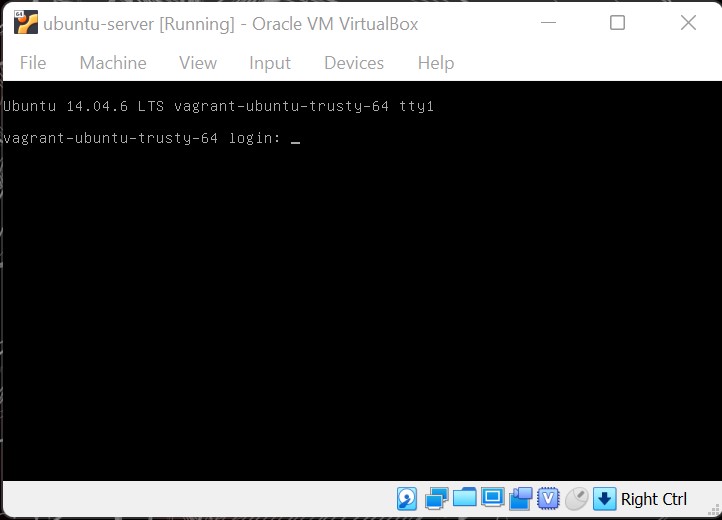 ubuntu-server [Running] - Oracle VM VirtualBox
File Machine View Input Devices Help
Ubuntu 14.04.6 LTS vagrant-ubuntu-trusty-64 tty1
vagrant-ubuntu-trusty-64 login: _
Right Ctrl